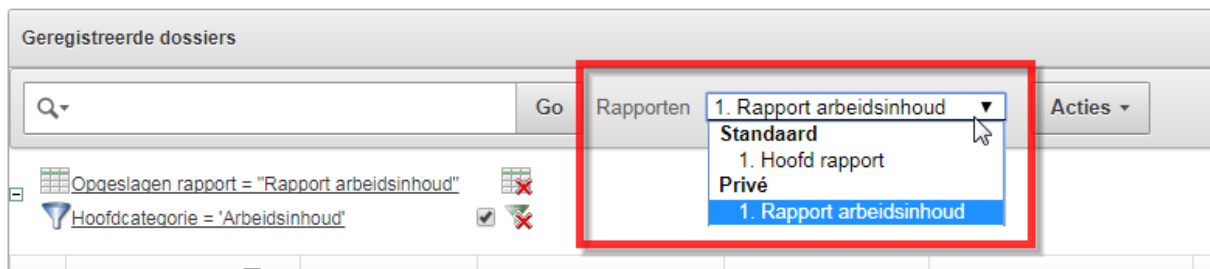 Geregistreerde dossiers
Go Rapporten 1. Rapport arbeidsinhoud Acties
Standaard
1. Hoofd rapport
Privé
1. Rapport arbeidsinhoud
Opgeslagen rapport = "Rapport arbeidsinhoud"
Hoofdcategorie = 'Arbeidsinhoud'